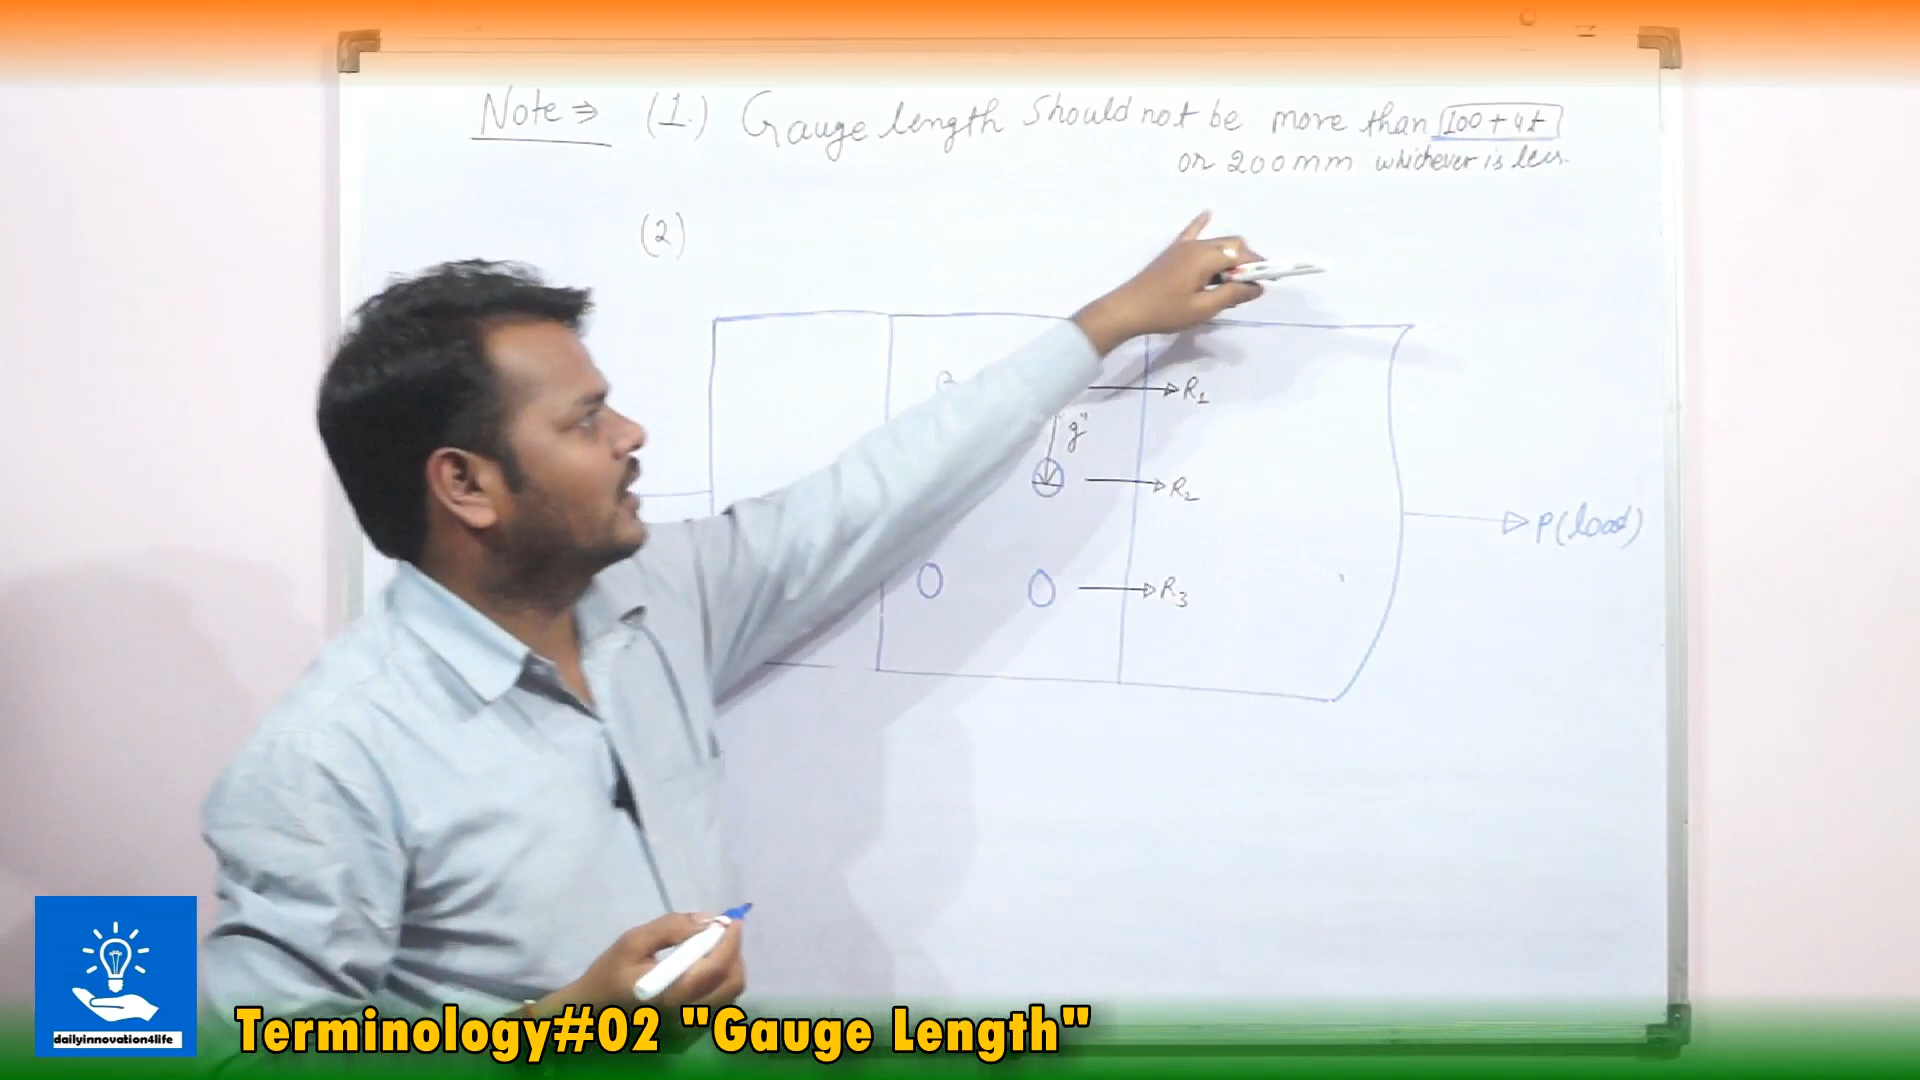 Note ⇒ (1.) Gauge length should not be more than 100 + 4t
or 200mm whichever is less.
(2)
R1
"g"
R2
P(load)
R3
dailyinnovation4life
Terminology#02 "Gauge Length"